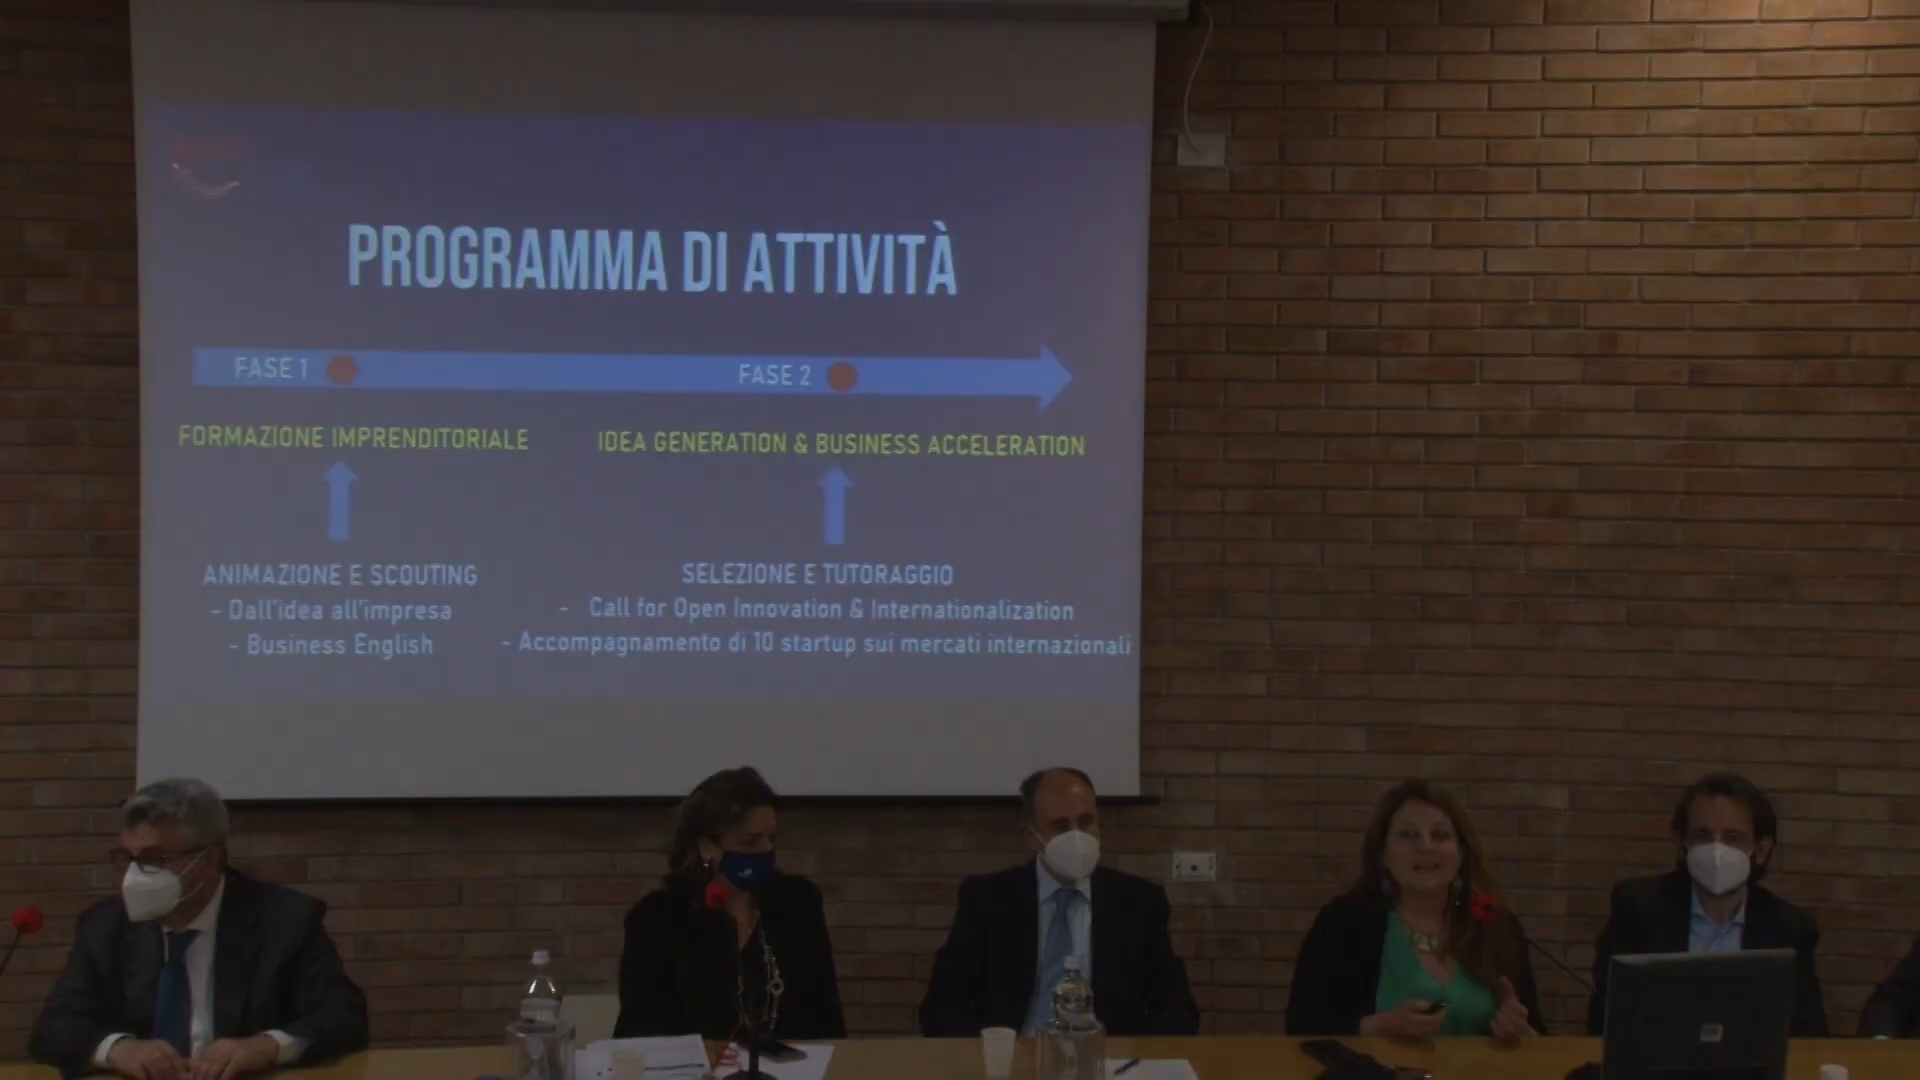 PROGRAMMA DI ATTIVITÀ
FASE 1
FASE 2
FORMAZIONE IMPRENDITORIALE
IDEA GENERATION & BUSINESS ACCELERATION
ANIMAZIONE E SCOUTING
- Dall'idea all'impresa
- Business English
SELEZIONE E TUTORAGGIO
- Call for Open Innovation & Internationalization
- Accompagnamento di 10 startup sui mercati internazionali